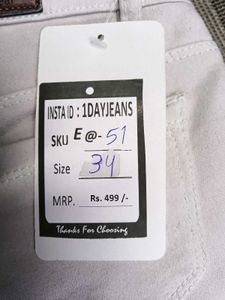 INSTA ID : 1DAYJEANS
SKU E @- 51
Size 34
MRP. Rs. 499 /-
Thanks For Choosing